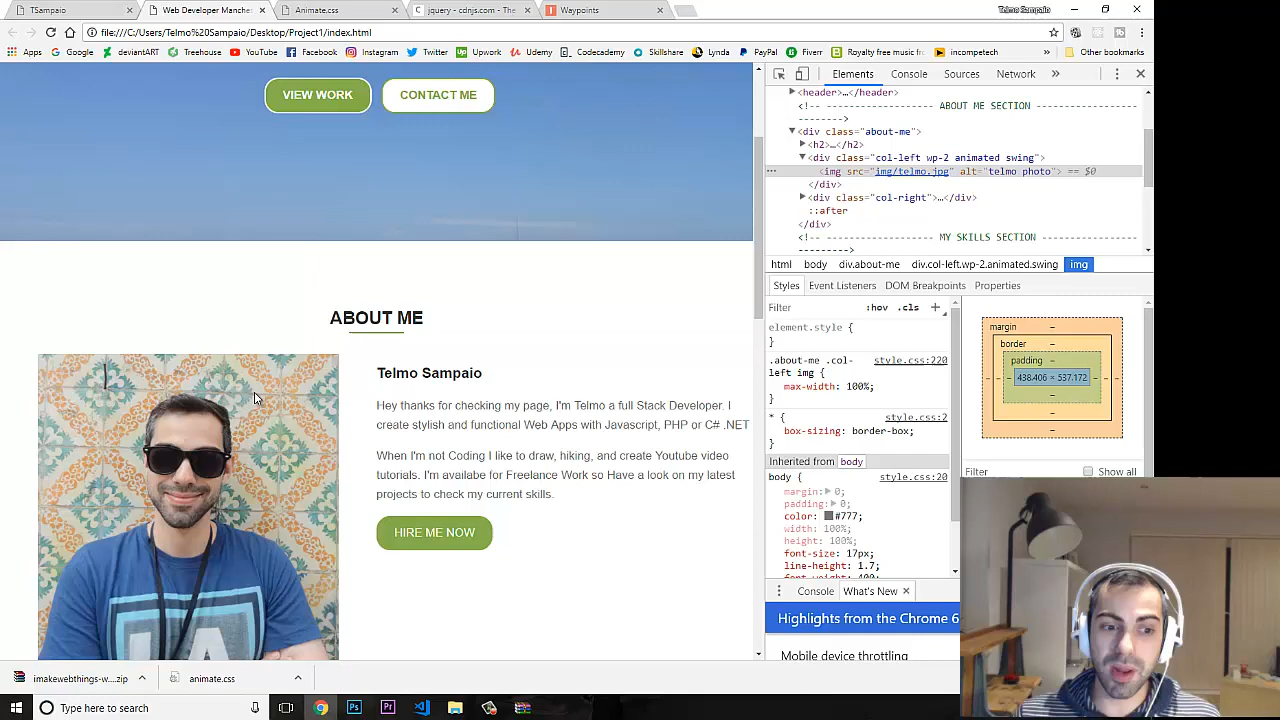 TSampaio
Web Developer Manches
Animate.css
jquery - cdnjs.com - The
Waypoints
Telmo Sampaio
file:///C:/Users/Telmo%20Sampaio/Desktop/Project1/index.html
Apps
Google
deviantART
Treehouse
YouTube
Facebook
Instagram
Twitter
Upwork
Udemy
Codecademy
Skillshare
Lynda
PayPal
Fiverr
Royalty free music fr
incompetech
»
Other bookmarks
VIEW WORK
CONTACT ME
ABOUT ME
Telmo Sampaio
Hey thanks for checking my page, I'm Telmo a full Stack Developer. I
create stylish and functional Web Apps with Javascript, PHP or C# .NET
When I'm not Coding I like to draw, hiking, and create Youtube video
tutorials. I'm availabe for Freelance Work so Have a look on my latest
projects to check my current skills.
HIRE ME NOW
LA
Elements
Console
Sources
Network
»
<header>…</header>
<!-- -------------------- ABOUT ME SECTION --------------------
-------->
<div class="about-me">
<h2>…</h2>
<div class="col-left wp-2 animated swing">
<img src="img/telmo.jpg" alt="telmo photo"> == $0
</div>
<div class="col-right">…</div>
::after
</div>
<!-- -------------------- MY SKILLS SECTION --------------------
-------->
html body div.about-me div.col-left.wp-2.animated.swing img
Styles
Event Listeners
DOM Breakpoints
Properties
Filter
:hov .cls +
element.style {
}
.about-me .col-left img { style.css:220
max-width: 100%;
}
* { style.css:2
box-sizing: border-box;
}
Inherited from body
body { style.css:20
margin: 0;
padding: 0;
color: #777;
width: 100%;
height: 100%;
font-size: 17px;
line-height: 1.7;
font-weight: 400;
margin
border
padding
438.406 × 537.172
Filter
Show all
Console
What's New
Highlights from the Chrome 6
Mobile device throttling
imakewebthings-w....zip
animate.css
Type here to search